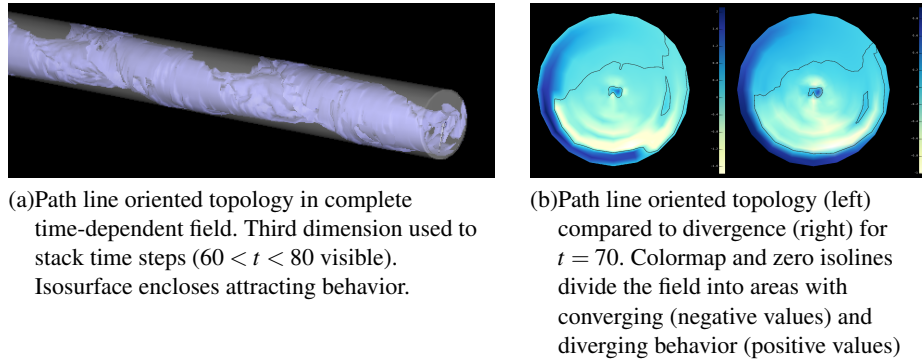 (a)Path line oriented topology in complete
time-dependent field. Third dimension used to
stack time steps (60 < t < 80 visible).
Isosurface encloses attracting behavior.
(b)Path line oriented topology (left)
compared to divergence (right) for
t = 70. Colormap and zero isolines
divide the field into areas with
converging (negative values) and
diverging behavior (positive values)